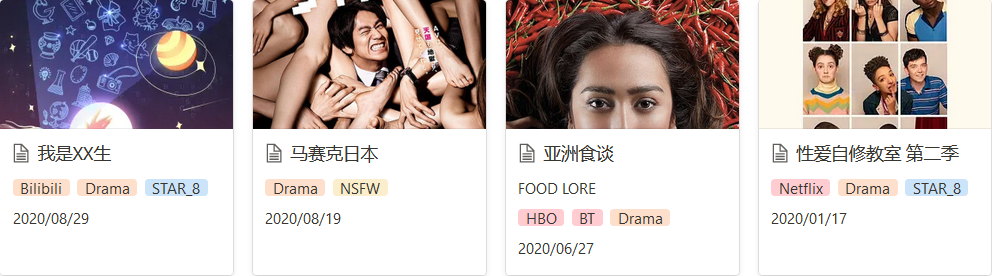 我是XX生
Bilibili Drama STAR_8
2020/08/29
马赛克日本
Drama NSFW
2020/08/19
亚洲食谈
FOOD LORE
HBO BT Drama
2020/06/27
性爱自修教室 第二季
Netflix Drama STAR_8
2020/01/17